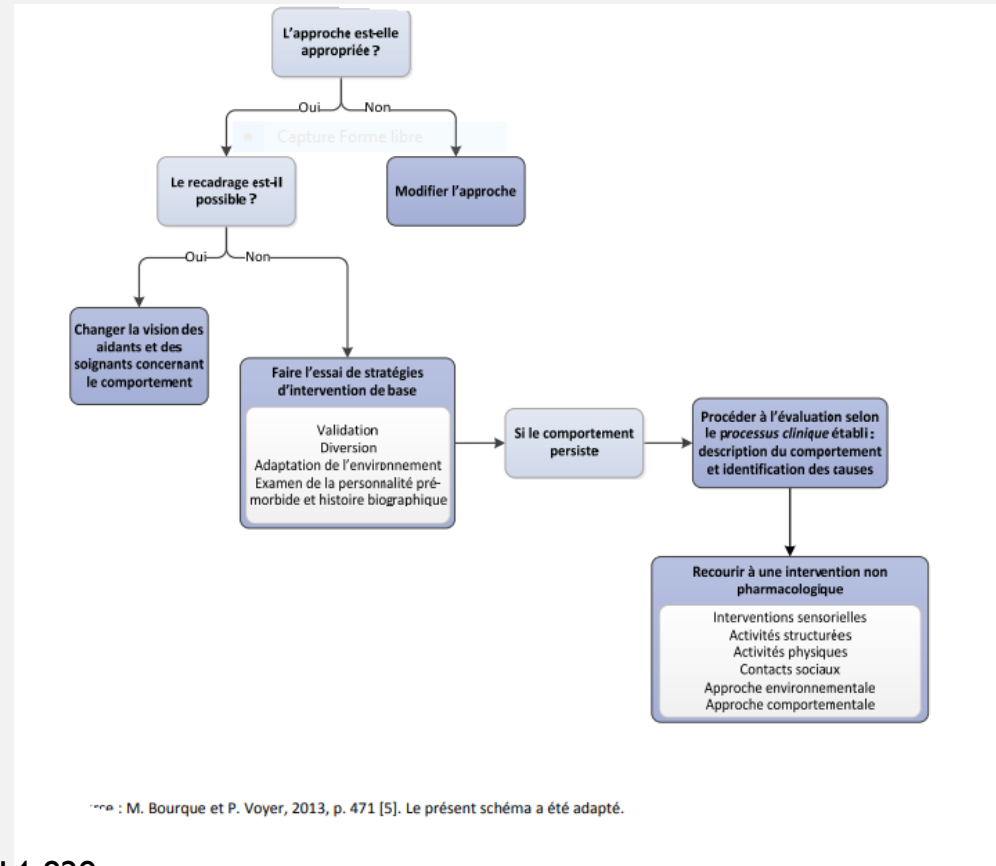 L'approche est-elle
appropriée ?
Oui
Non
Capture Forme libre
Le recadrage est-il
possible ?
Modifier l'approche
Oui
Non
Changer la vision des
aidants et des
soignants concernant
le comportement
Faire l'essai de stratégies
d'intervention de base
Validation
Diversion
Adaptation de l'environnement
Examen de la personnalité pré-
morbide et histoire biographique
Si le comportement
persiste
Procéder à l'évaluation selon
le processus clinique établi :
description du comportement
et identification des causes
Recourir à une intervention non
pharmacologique
Interventions sensorielles
Activités structurées
Activités physiques
Contacts sociaux
Approche environnementale
Approche comportementale
: M. Bourque et P. Voyer, 2013, p. 471 [5]. Le présent schéma a été adapté.